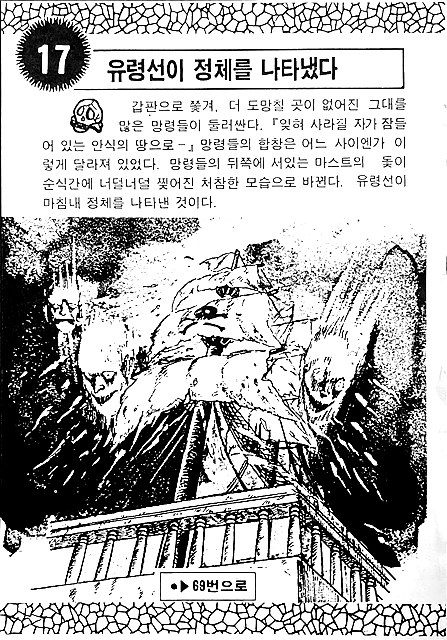 17
유령선이 정체를 나타냈다
갑판으로 쫓겨, 더 도망칠 곳이 없어진 그대를
많은 망령들이 둘러싼다. 『잊혀 사라질 자가 잠들
어 있는 안식의 땅으로-』 망령들의 합창은 어느 사이엔가 이
렇게 달라져 있었다. 망령들의 뒤쪽에 서있는 마스트의 돛이
순식간에 너덜너덜 찢어진 처참한 모습으로 바뀐다. 유령선이
마침내 정체를 나타낸 것이다.
●▶69번으로